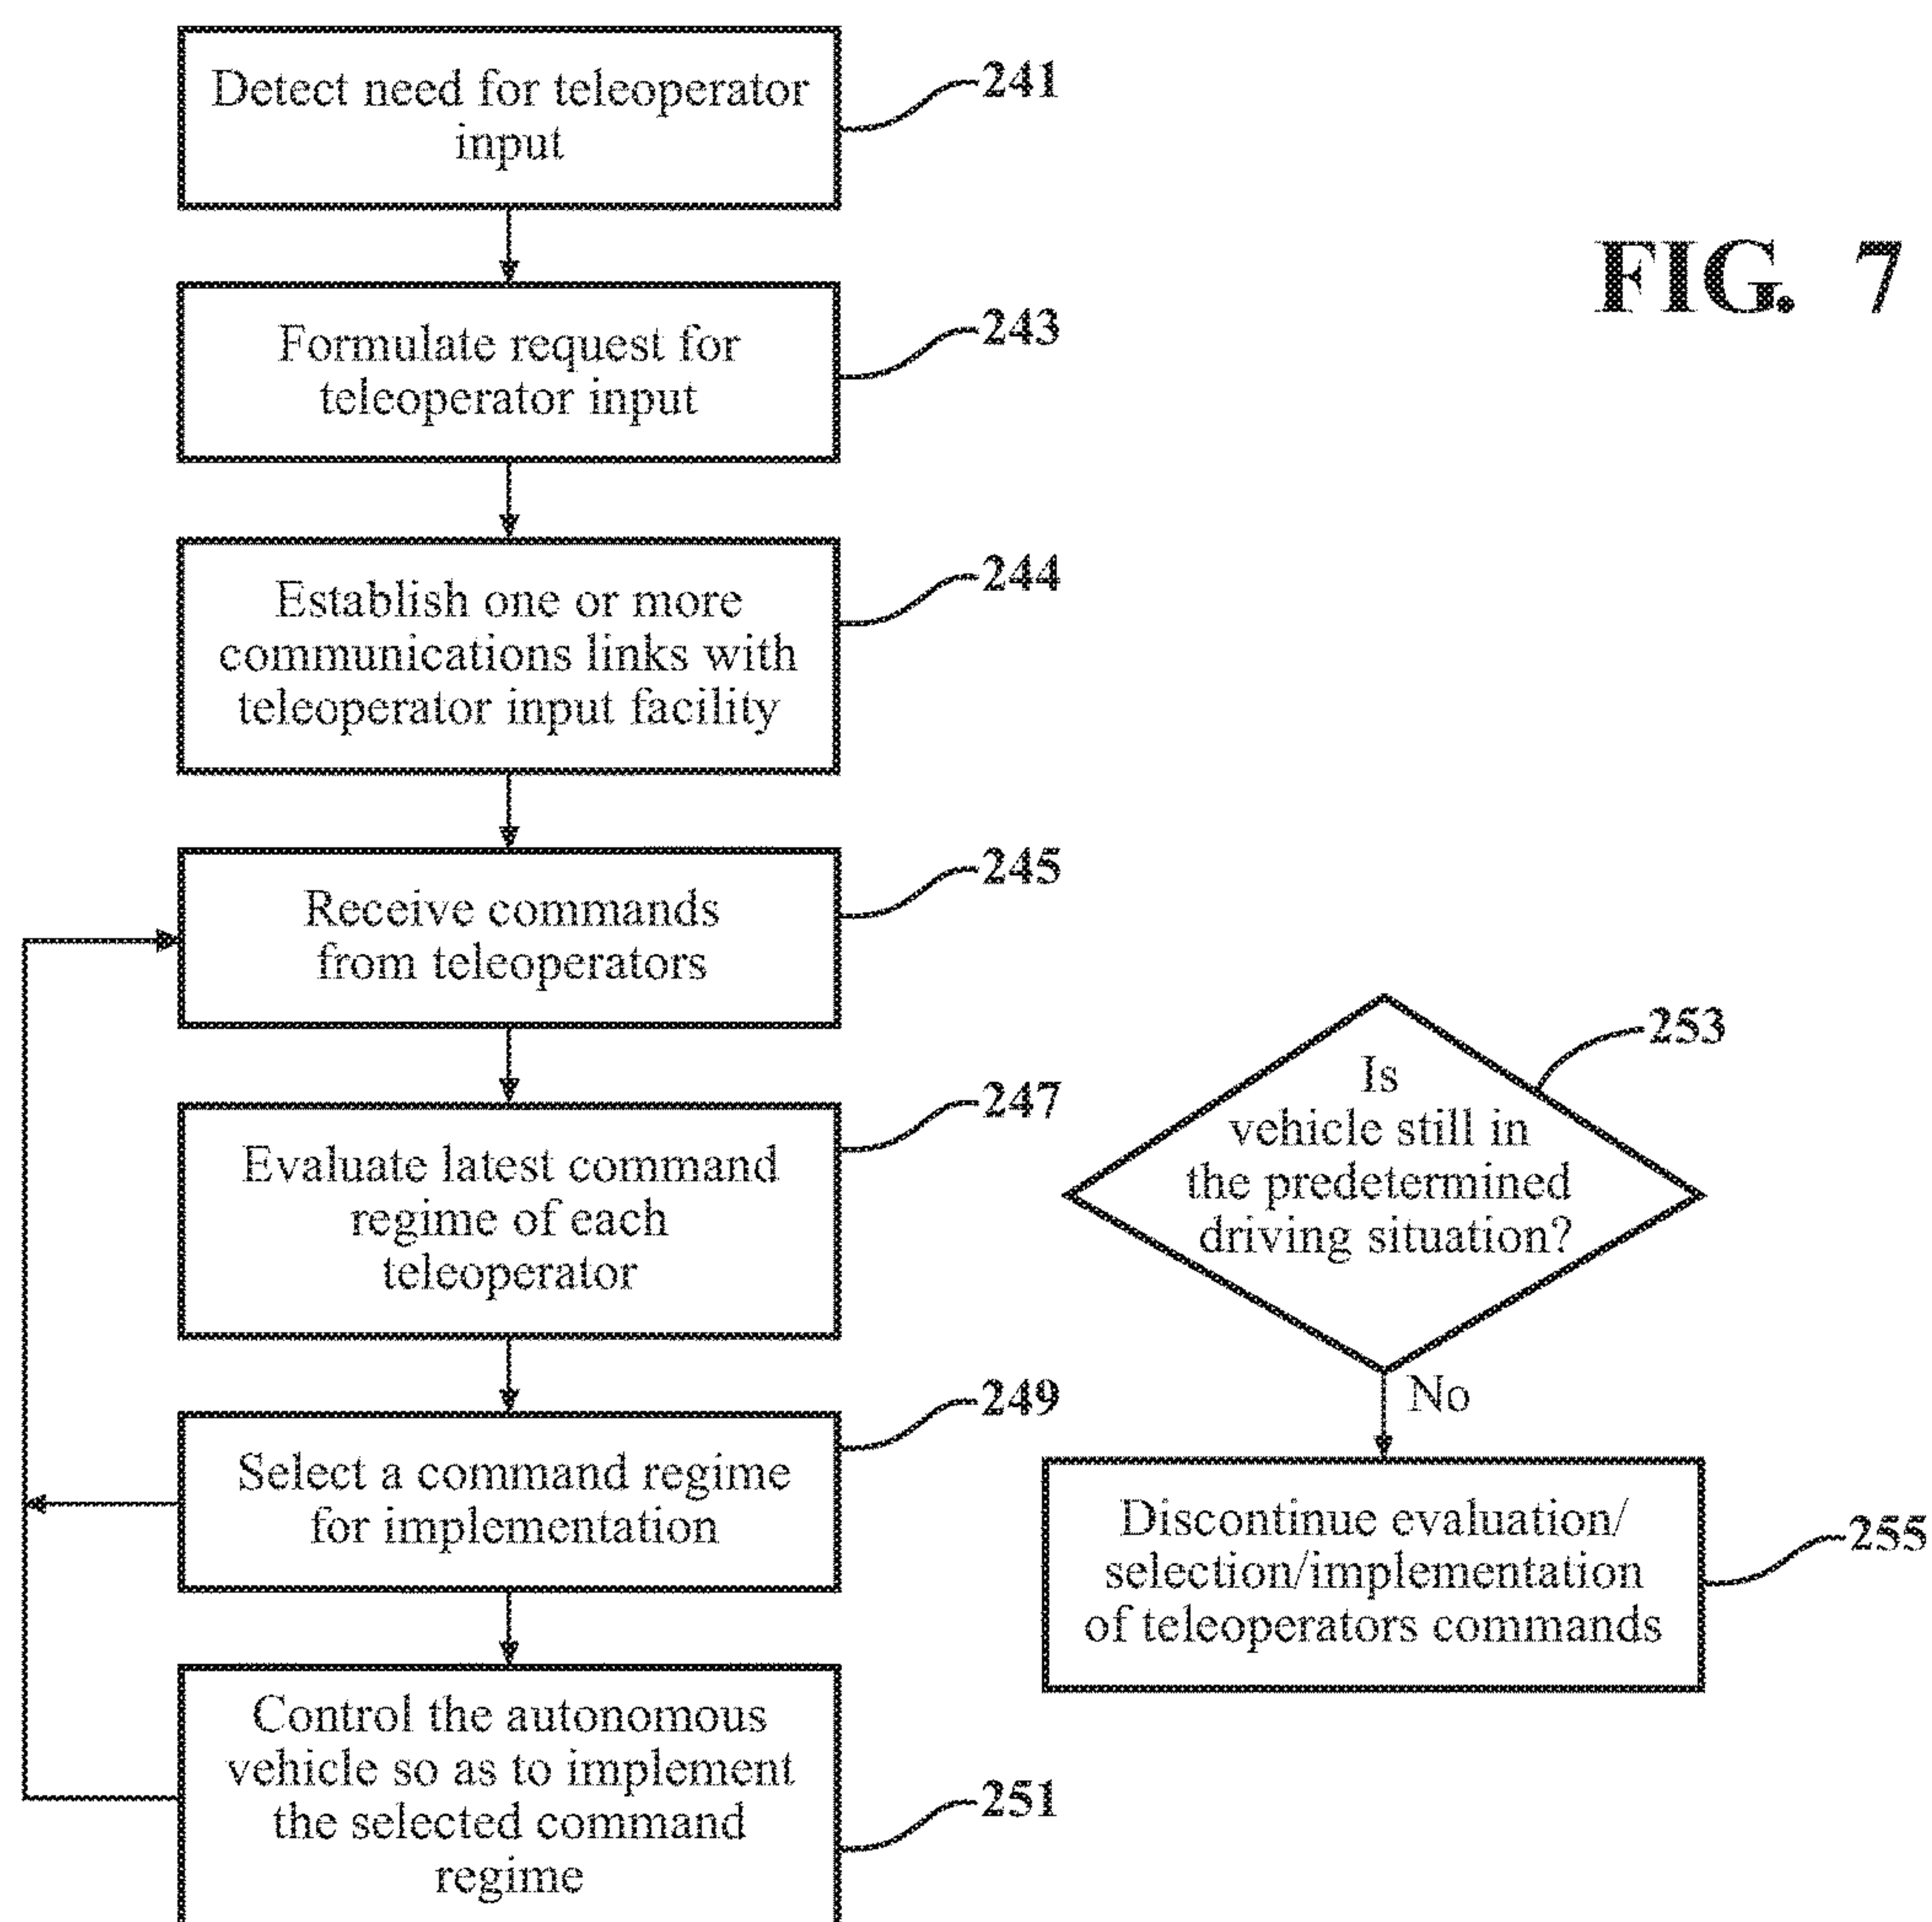 Detect need for teleoperator
input
241
FIG. 7
Formulate request for
teleoperator input
243
Establish one or more
communications links with
teleoperator input facility
244
Receive commands
from teleoperators
245
Evaluate latest command
regime of each
teleoperator
247
Select a command regime
for implementation
249
Control the autonomous
vehicle so as to implement
the selected command
regime
251
Is
vehicle still in
the predetermined
driving situation?
253
No
Discontinue evaluation/
selection/implementation
of teleoperators commands
255